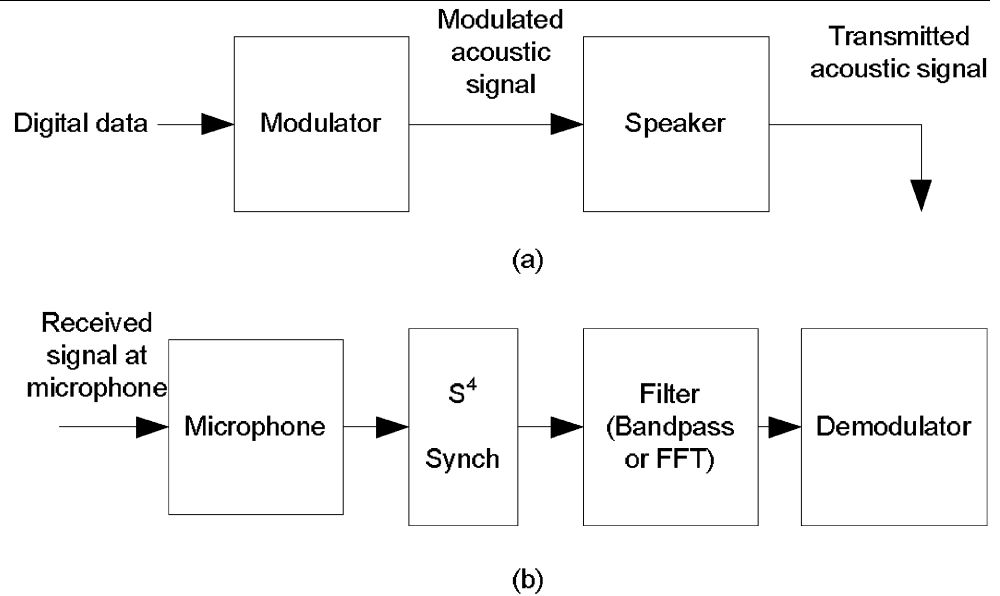 Digital data
Modulator
Modulated
acoustic
signal
Speaker
Transmitted
acoustic signal
(a)
Received
signal at
microphone
Microphone
S⁴
Synch
Filter
(Bandpass
or FFT)
Demodulator
(b)